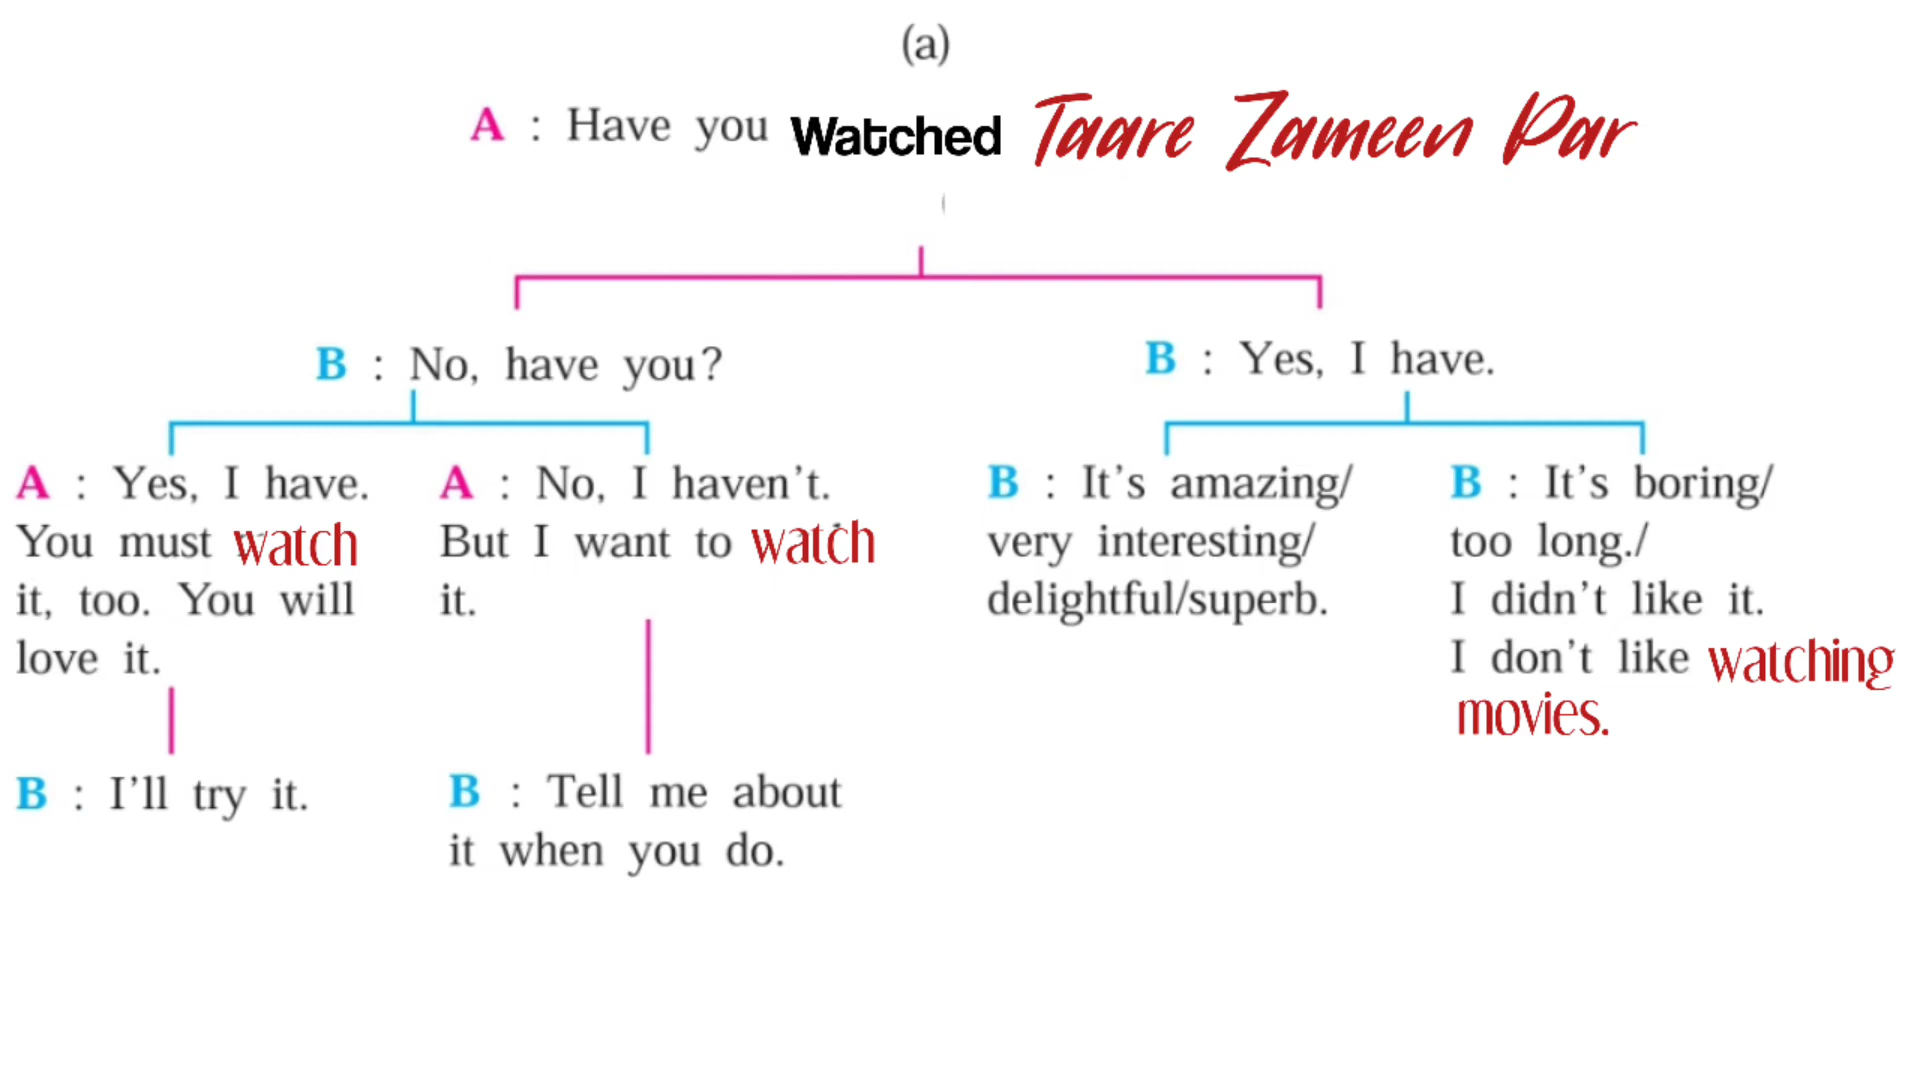 (a)
A : Have you Watched Taare Zameen Par
B : No, have you?
B : Yes, I have.
A : Yes, I have.
You must watch
it, too. You will
love it.
A : No, I haven't.
But I want to watch
it.
B : It's amazing/
very interesting/
delightful/superb.
B : It's boring/
too long./
I didn't like it.
I don't like watching
movies.
B : I'll try it.
B : Tell me about
it when you do.